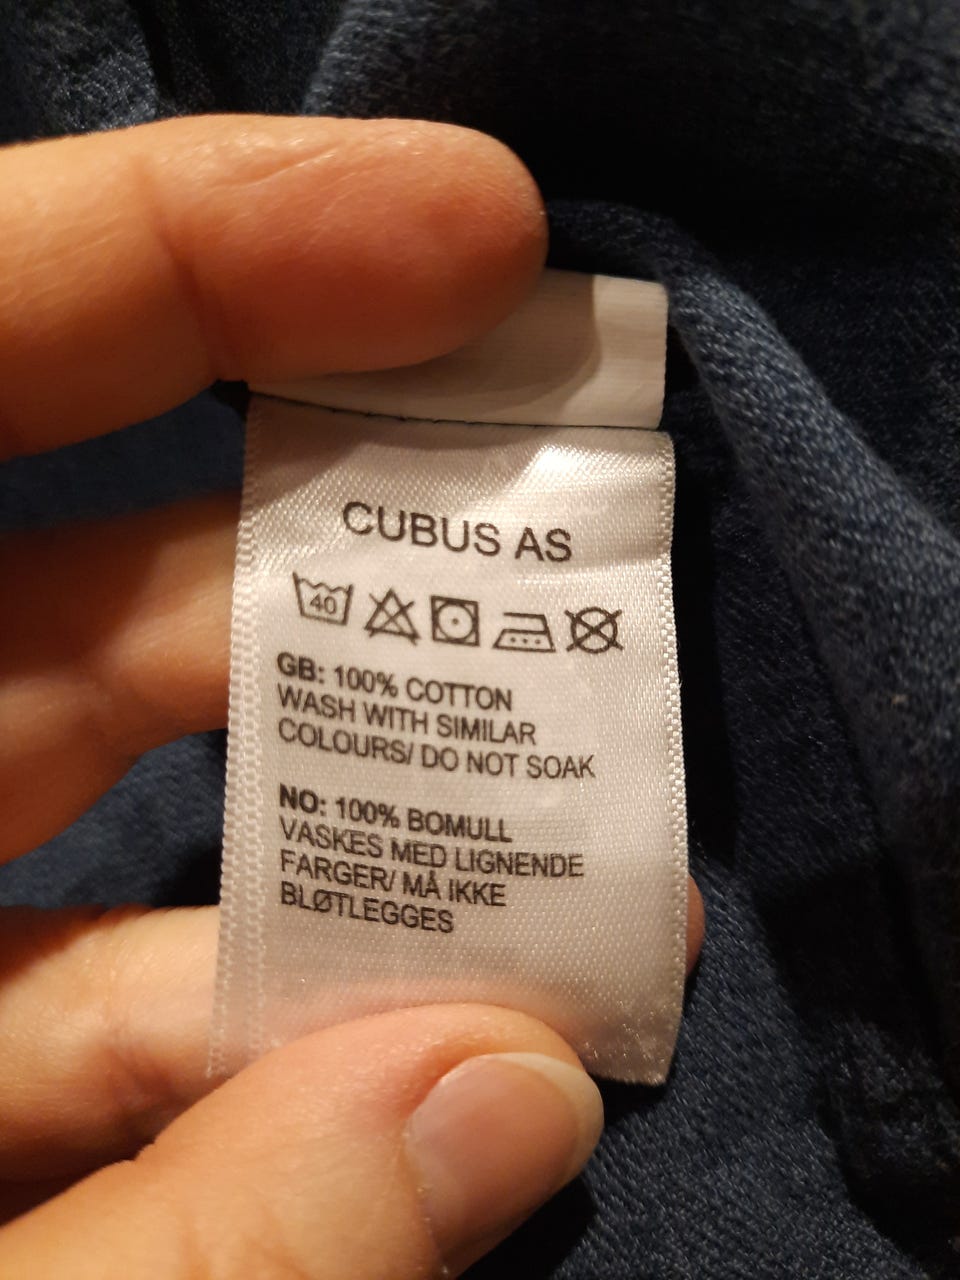 CUBUS AS
40
GB: 100% COTTON
WASH WITH SIMILAR
COLOURS/ DO NOT SOAK
NO: 100% BOMULL
VASKES MED LIGNENDE
FARGER/ MÅ IKKE
BLØTLEGGES